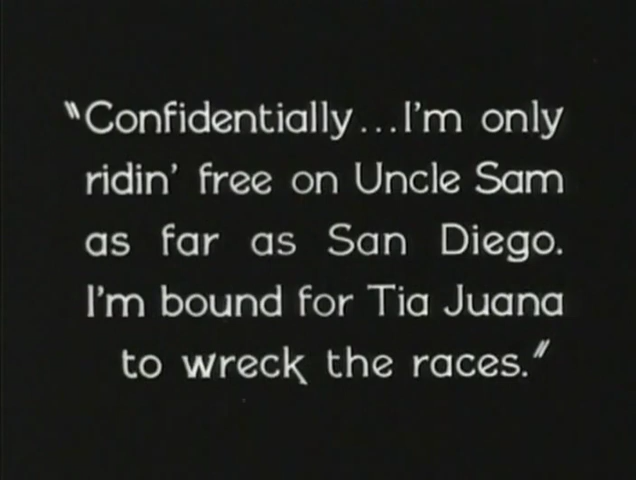 "Confidentially...I'm only
ridin' free on Uncle Sam
as far as San Diego.
I'm bound for Tia Juana
to wreck the races."